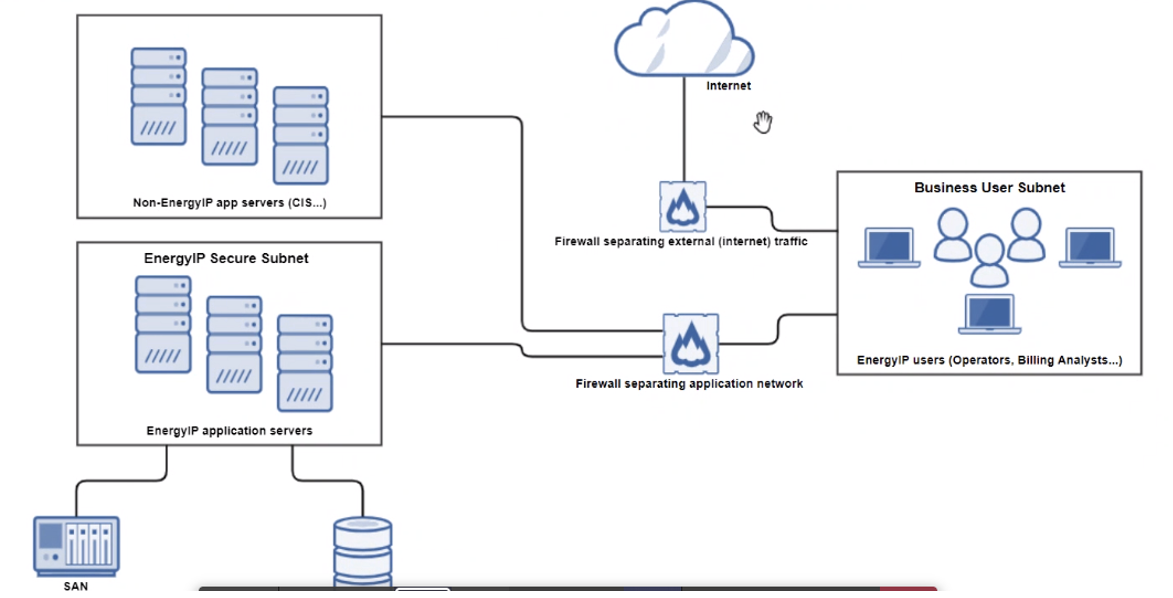 Internet
Non-EnergyIP app servers (CIS...)
Business User Subnet
Firewall separating external (internet) traffic
EnergyIP Secure Subnet
EnergyIP users (Operators, Billing Analysts...)
Firewall separating application network
EnergyIP application servers
SAN